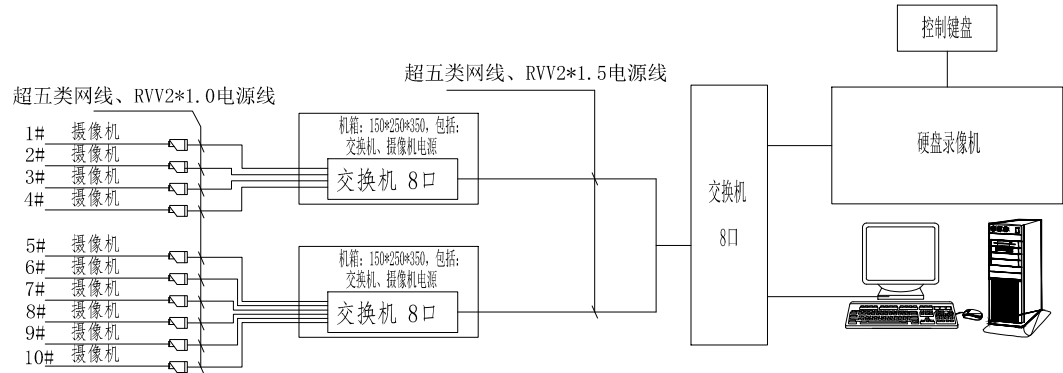 控制键盘
超五类网线、RVV2*1.5电源线
超五类网线、RVV2*1.0电源线
1# 摄像机
2# 摄像机
3# 摄像机
4# 摄像机
机箱：150*250*350，包括：
交换机、摄像机电源
交换机 8口
硬盘录像机
交换机
8口
5# 摄像机
6# 摄像机
7# 摄像机
8# 摄像机
9# 摄像机
10# 摄像机
机箱：150*250*350，包括：
交换机、摄像机电源
交换机 8口